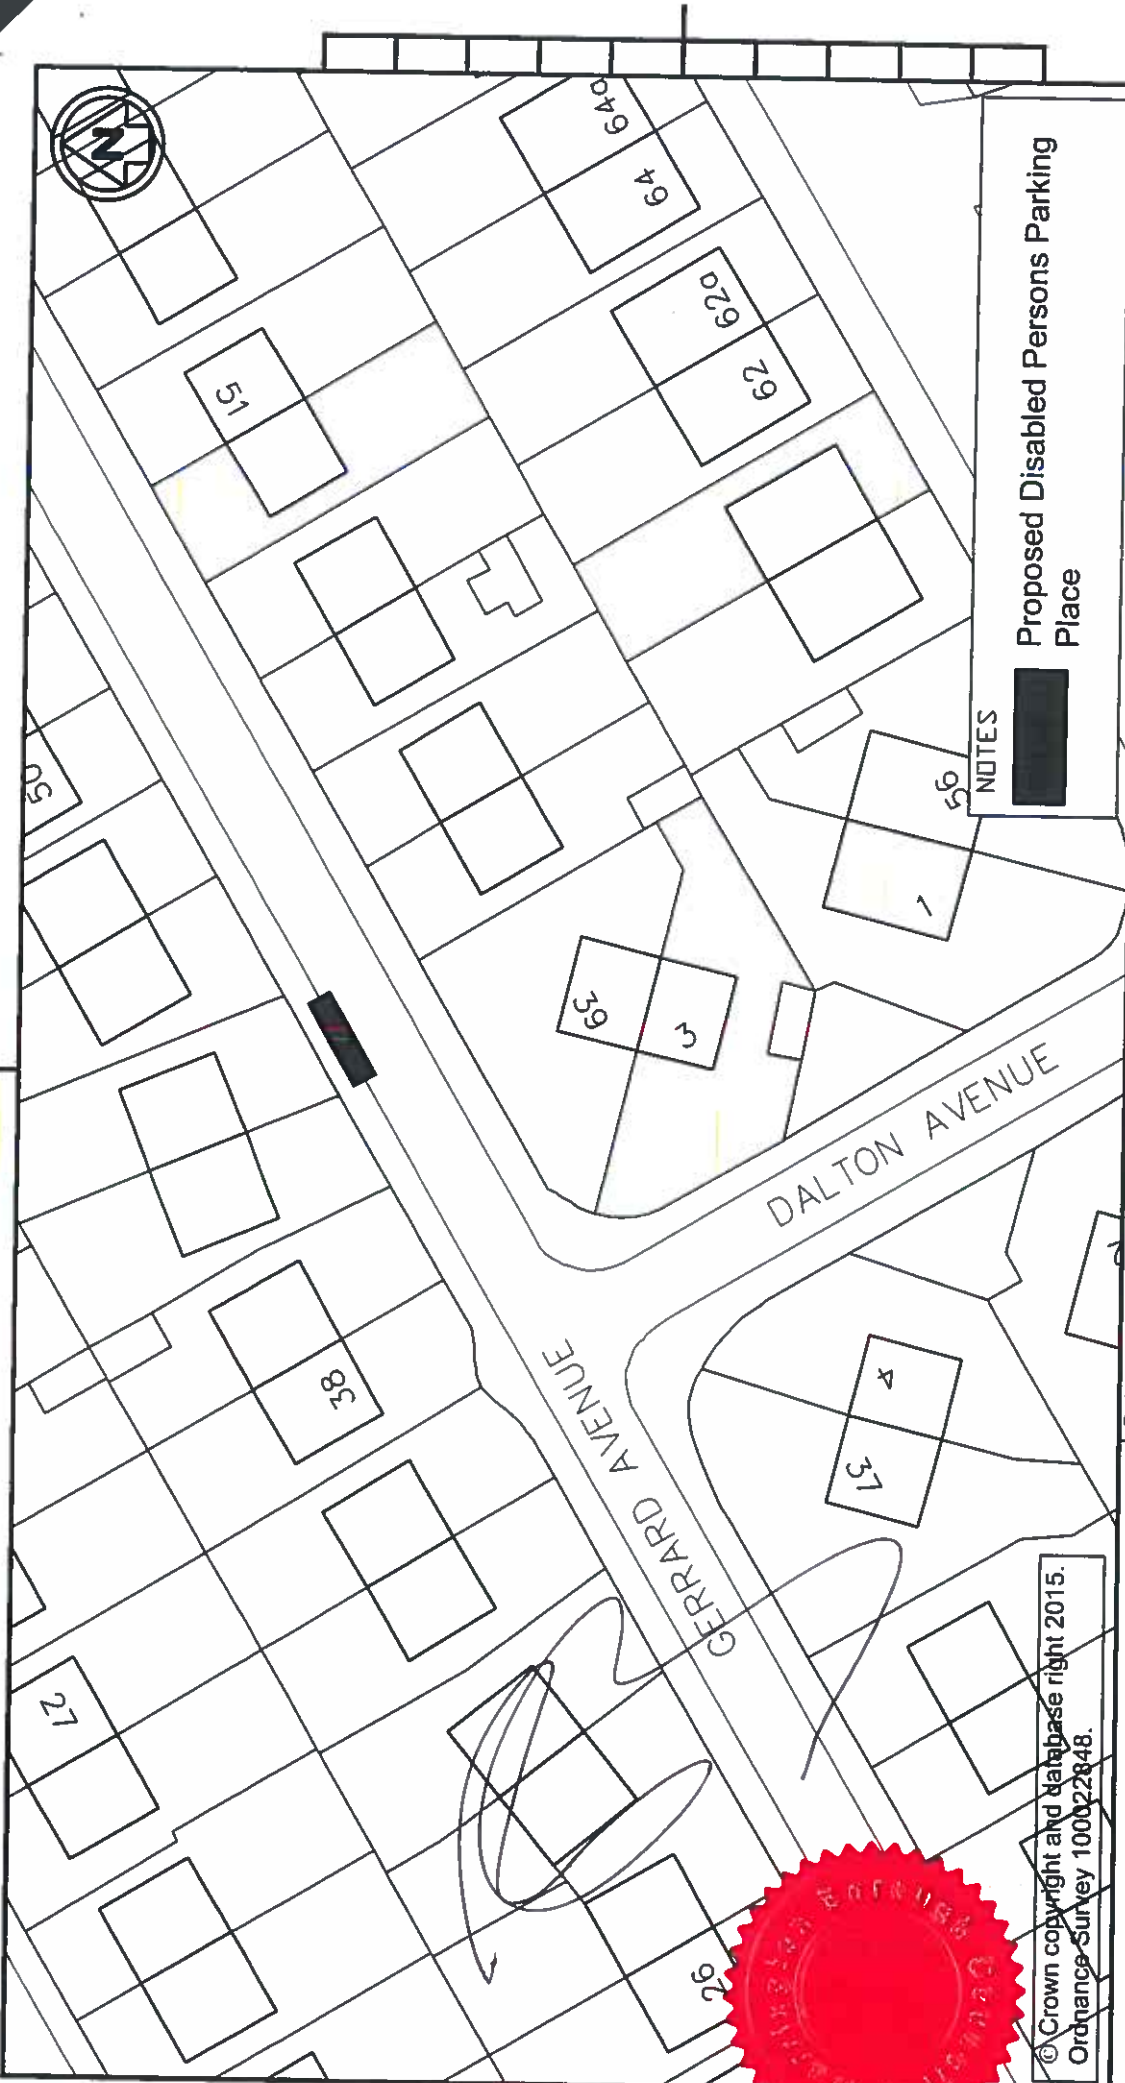 N
51
64a
64
62a
62
50
39
3
56
1
38
4
37
27
26
DALTON AVENUE
GERRARD AVENUE
NOTES
Proposed Disabled Persons Parking
Place
© Crown copyright and database right 2015.
Ordnance Survey 100022848.